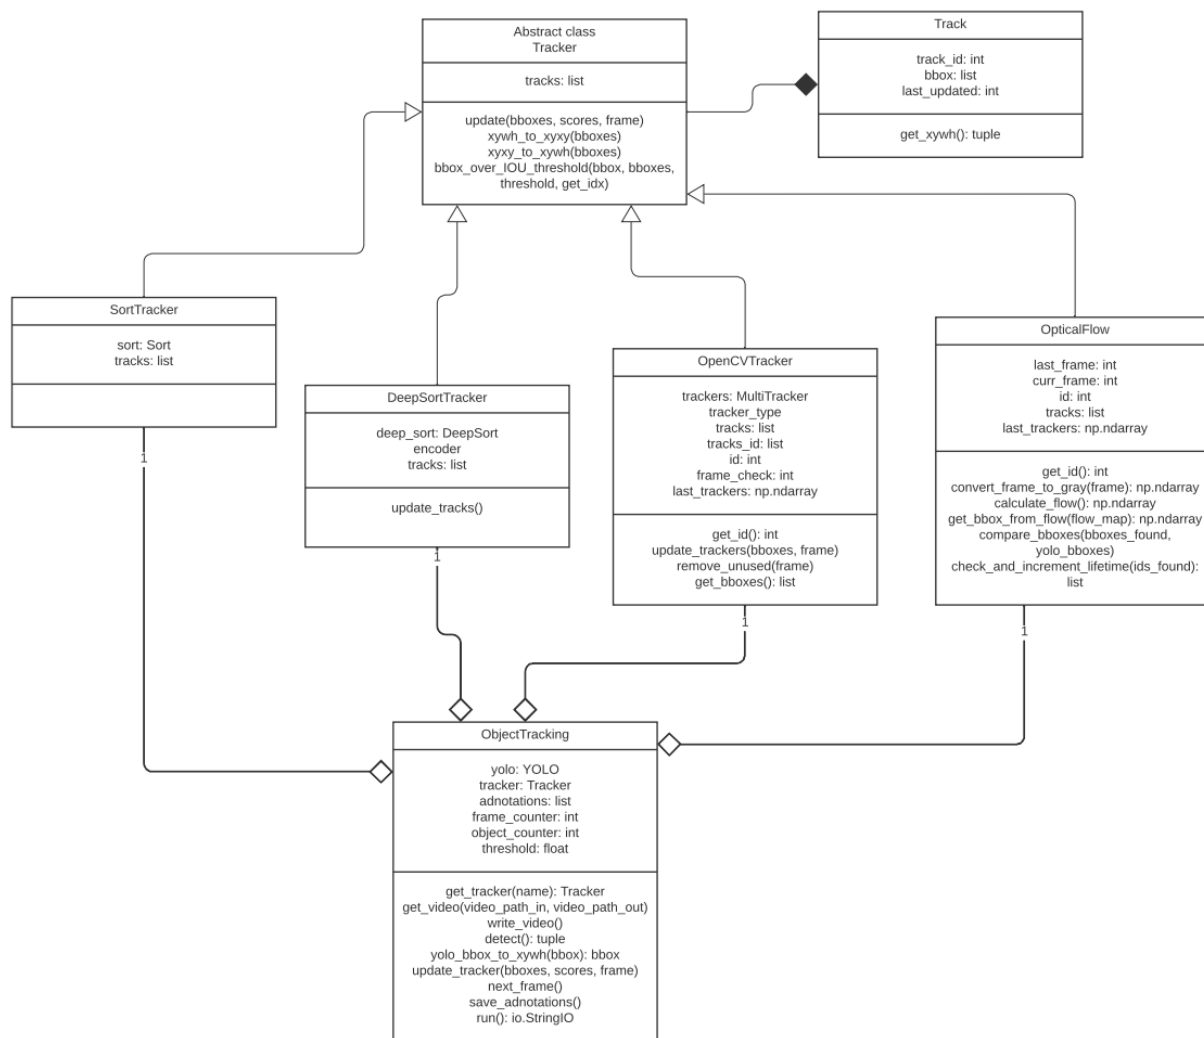 Abstract class
Tracker
tracks: list
update(bboxes, scores, frame)
xywh_to_xyxy(bboxes)
xyxy_to_xywh(bboxes)
bbox_over_IOU_threshold(bbox, bboxes,
threshold, get_idx)
Track
track_id: int
bbox: list
last_updated: int
get_xywh(): tuple
SortTracker
sort: Sort
tracks: list
1
DeepSortTracker
deep_sort: DeepSort
encoder
tracks: list
update_tracks()
1
OpenCVTracker
trackers: MultiTracker
tracker_type
tracks: list
tracks_id: list
id: int
frame_check: int
last_trackers: np.ndarray
get_id(): int
update_trackers(bboxes, frame)
remove_unused(frame)
get_bboxes(): list
1
OpticalFlow
last_frame: int
curr_frame: int
id: int
tracks: list
last_trackers: np.ndarray
get_id(): int
convert_frame_to_gray(frame): np.ndarray
calculate_flow(): np.ndarray
get_bbox_from_flow(flow_map): np.ndarray
compare_bboxes(bboxes_found,
yolo_bboxes)
check_and_increment_lifetime(ids_found):
list
1
ObjectTracking
yolo: YOLO
tracker: Tracker
adnotations: list
frame_counter: int
object_counter: int
threshold: float
get_tracker(name): Tracker
get_video(video_path_in, video_path_out)
write_video()
detect(): tuple
yolo_bbox_to_xywh(bbox): bbox
update_tracker(bboxes, scores, frame)
next_frame()
save_adnotations()
run(): io.StringIO